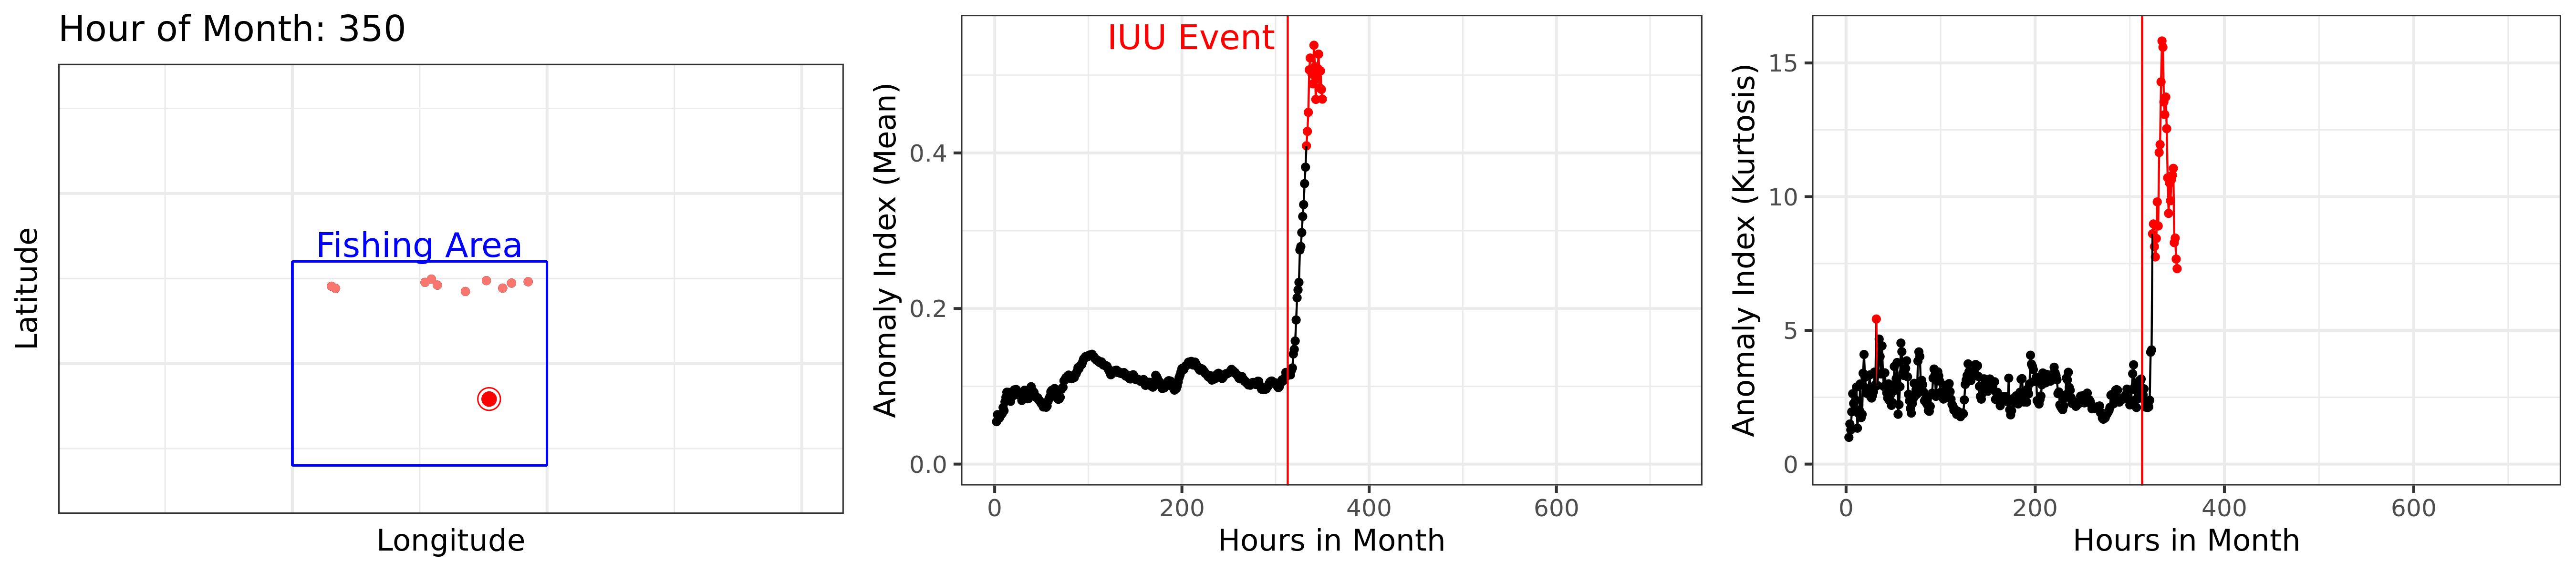 Hour of Month: 350
Latitude
Fishing Area
Longitude
Anomaly Index (Mean)
IUU Event
0.4
0.2
0.0
0 200 400 600
Hours in Month
Anomaly Index (Kurtosis)
15
10
5
0
0 200 400 600
Hours in Month